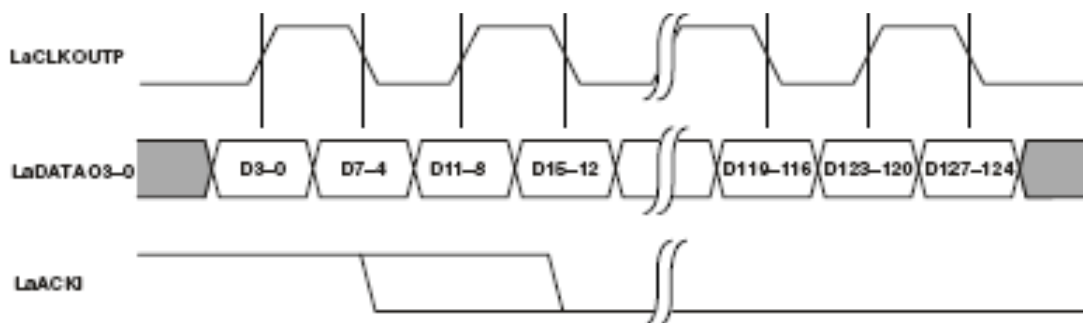 LaCLKOUTP
LaDATAO3–0 D3–0 D7–4 D11–8 D15–12 D119–116 D123–120 D127–124
LaACKI